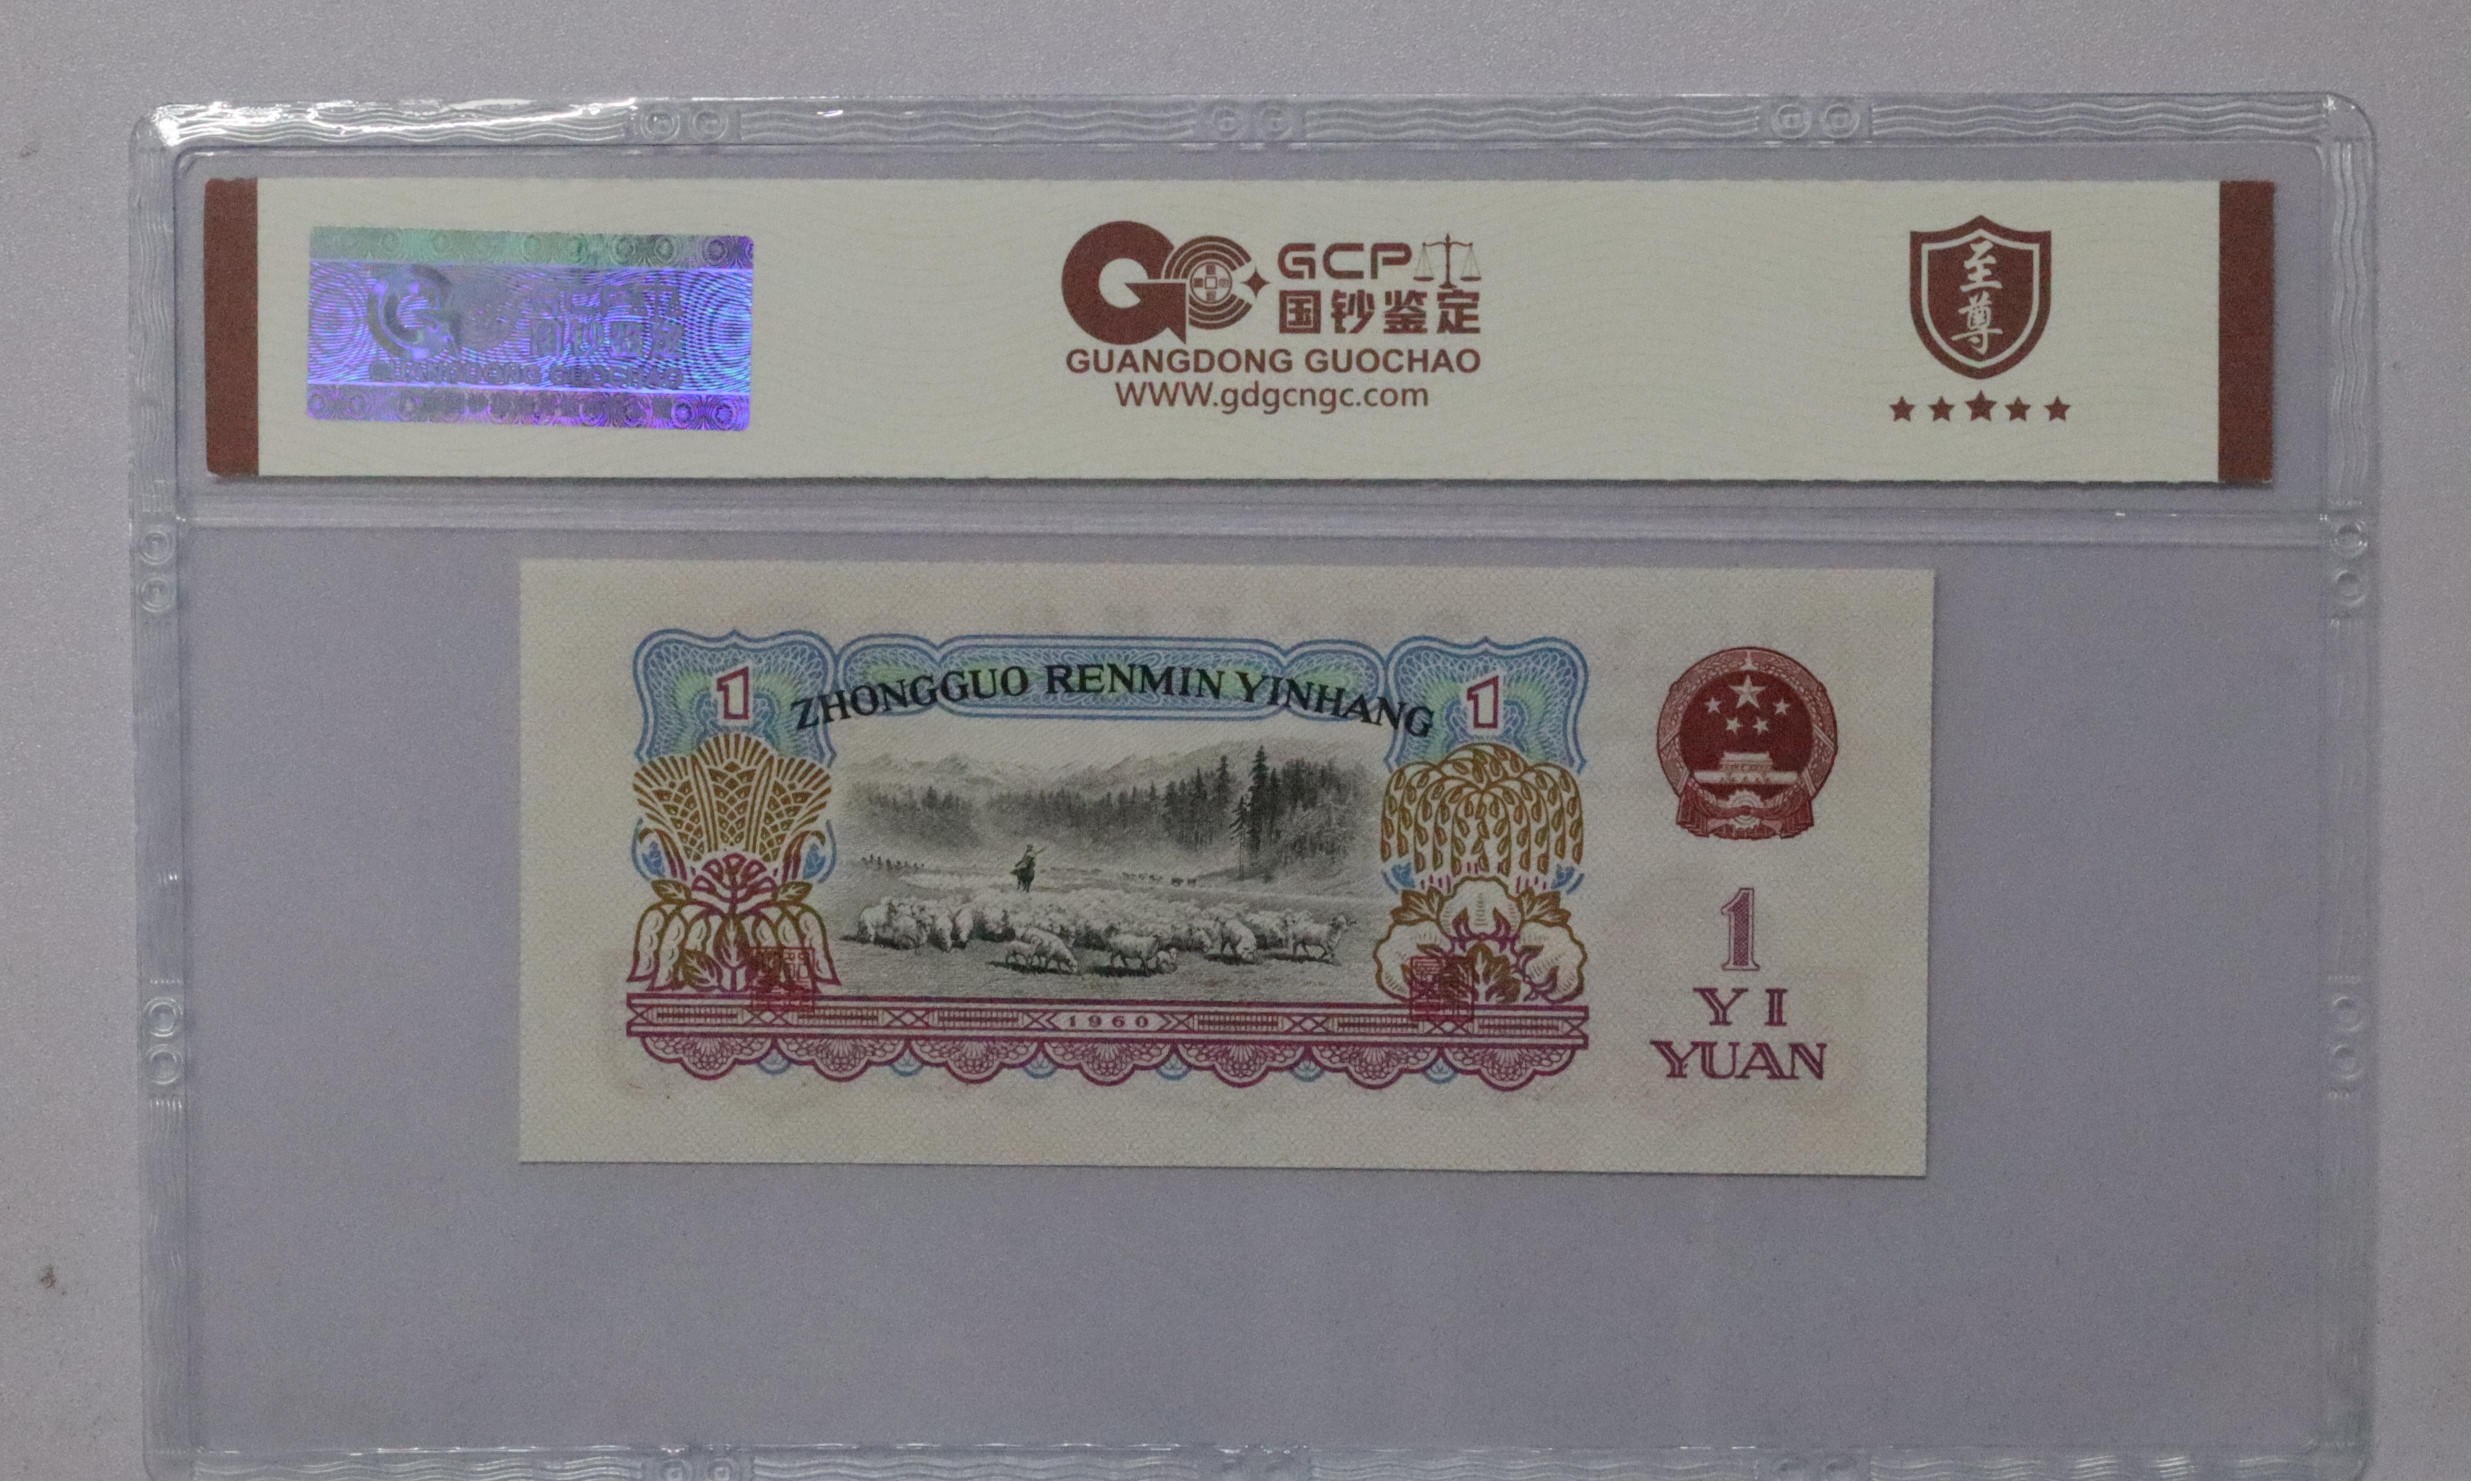 GCP
国钞鉴定
GUANGDONG GUOCHAO
WWW.gdgcngc.com
至尊
1
ZHONGGUO RENMIN YINHANG
1
1960
1
YI
YUAN